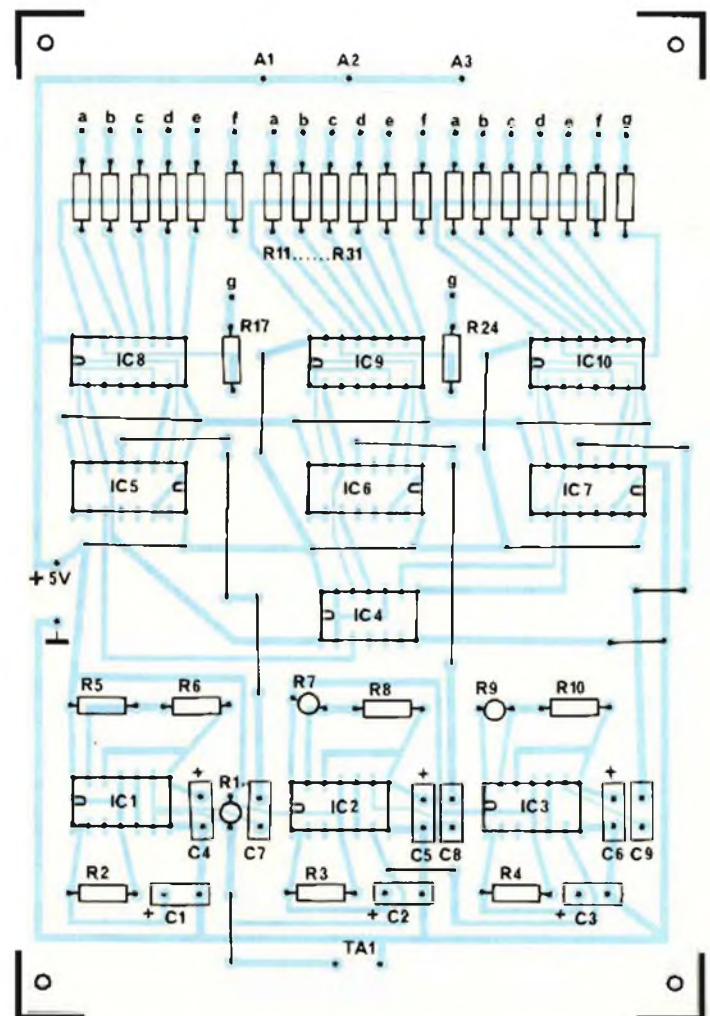 A1 A2 A3
a b c d e f a b c d e f a b c d e f g
R11......R31
g g
R17 R24
IC8 IC9 IC10
IC5 IC6 IC7
+ 5V
IC4
R5 R6 R7 R8 R9 R10
+ + +
IC1 R1 IC2 IC3
C4 C7 C5 C8 C6 C9
R2 R3 R4
+ C1 + C2 + C3
TA1